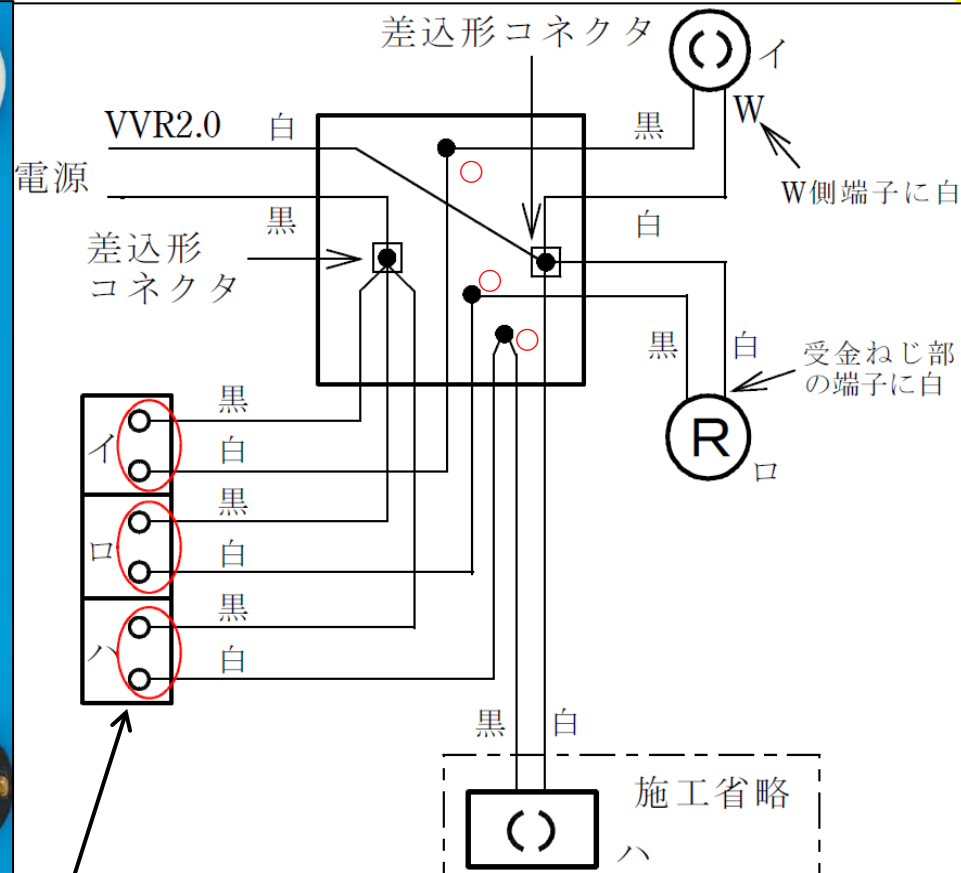 差込形コネクタ
イ
VVR2.0
白
黒
W
電源
W側端子に白
黒
白
差込形
コネクタ
黒
白
受金ねじ部
の端子に白
黒
イ
白
R
ロ
黒
ロ
白
黒
ハ
白
黒
白
施工省略
ハ